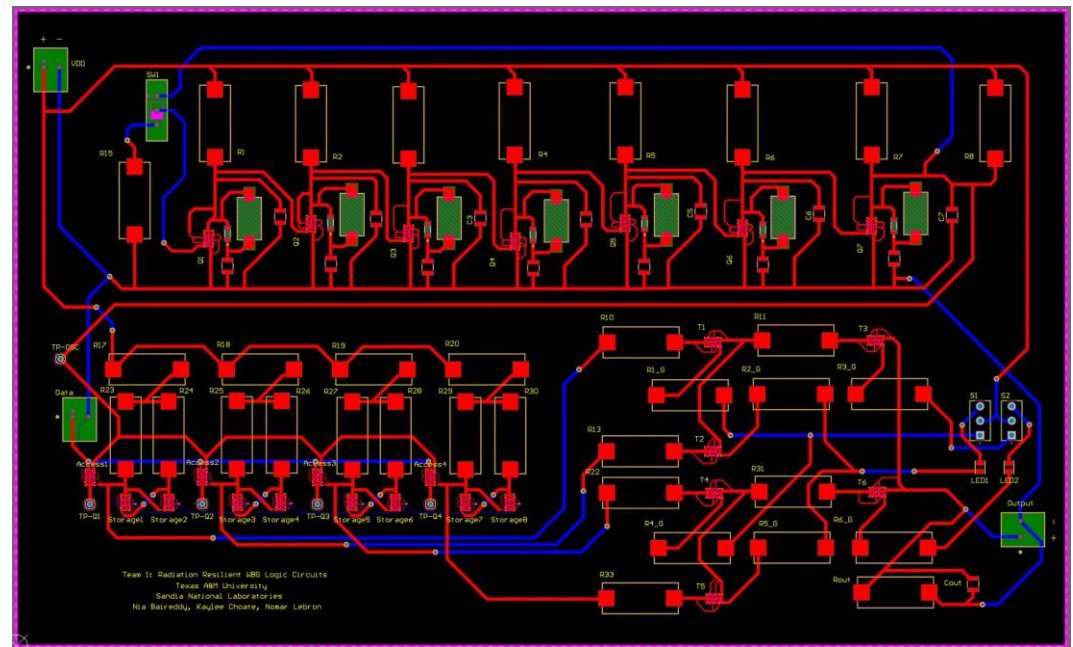 + -
VDD
SW1
R15
R1
R2
R4
R5
R6
R7
R8
C3
C5
C6
C7
Q1
Q2
Q3
Q4
Q5
Q6
Q7
TP-OSC
R17
R18
R19
R20
R23
R24
R25
R26
R27
R28
R29
R30
Data
Access1
Access2
Access3
Access4
TP-Q1
TP-Q2
TP-Q3
TP-Q4
Storage1
Storage2
Storage3
Storage4
Storage5
Storage6
Storage7
Storage8
R10
T1
R11
T3
R1_G
R2_G
R3_G
R13
T2
R22
T4
R31
T6
R4_G
R5_G
R6_G
R33
T5
Rout
Cout
S1
S2
LED1
LED2
Output
- +
Team 1: Radiation Resilient WBG Logic Circuits
Texas A&M University
Sandia National Laboratories
Nia Baireddy, Kaylee Choate, Nomar Lebron